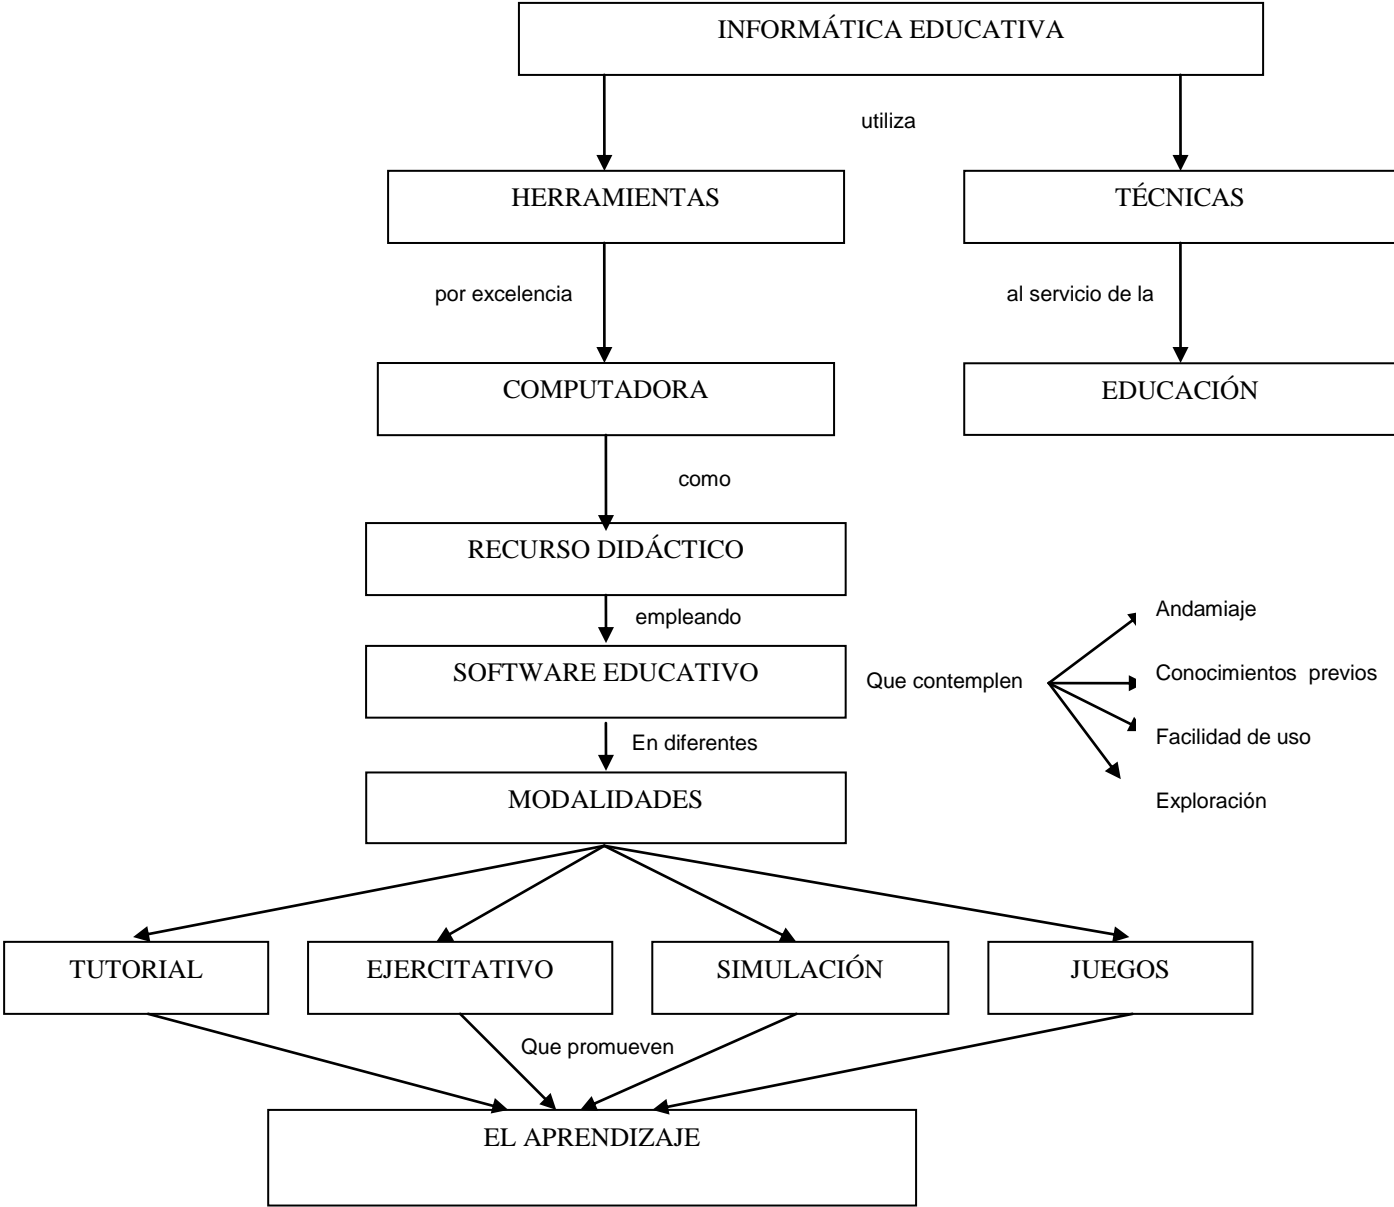 INFORMÁTICA EDUCATIVA
utiliza
HERRAMIENTAS
TÉCNICAS
por excelencia
al servicio de la
COMPUTADORA
EDUCACIÓN
como
RECURSO DIDÁCTICO
empleando
SOFTWARE EDUCATIVO
Que contemplen
Andamiaje
Conocimientos previos
Facilidad de uso
Exploración
En diferentes
MODALIDADES
TUTORIAL
EJERCITATIVO
SIMULACIÓN
JUEGOS
Que promueven
EL APRENDIZAJE